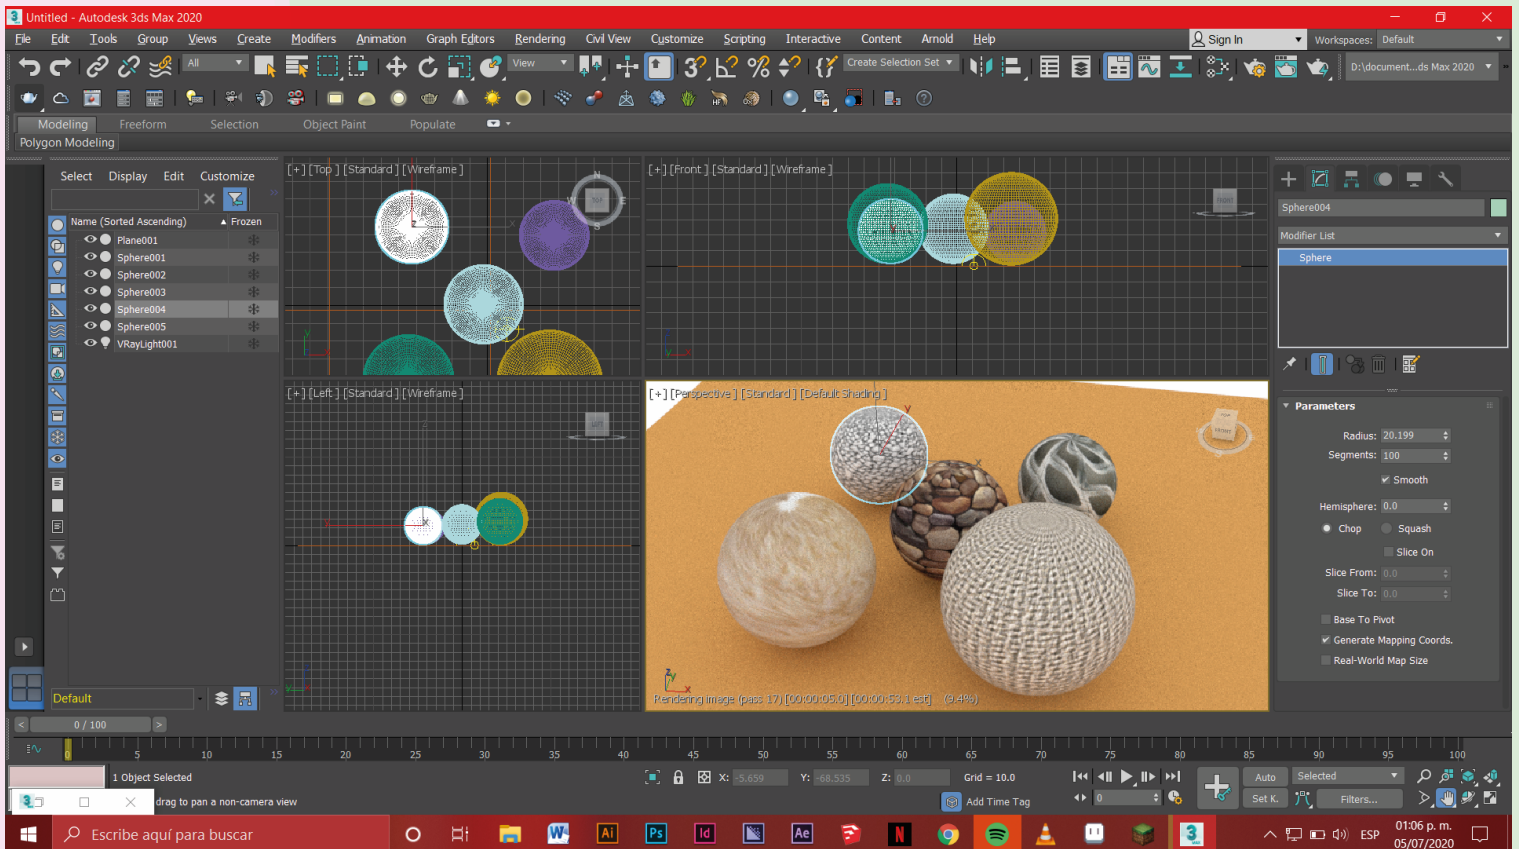 Untitled - Autodesk 3ds Max 2020
File Edit Tools Group Views Create Modifiers Animation Graph Editors Rendering Civil View Customize Scripting Interactive Content Arnold Help Sign In Workspaces: Default
All View Create Selection Set D:\document...ds Max 2020
Modeling Freeform Selection Object Paint Populate
Polygon Modeling
Select Display Edit Customize
Name (Sorted Ascending) Frozen
Plane001
Sphere001
Sphere002
Sphere003
Sphere004
Sphere005
VRayLight001
Default
[+] [Top ] [Standard ] [Wireframe ]
[+] [Front ] [Standard ] [Wireframe ]
[+] [Left ] [Standard ] [Wireframe ]
[+] [Perspective ] [Standard ] [Default Shading ]
Rendering image (pass 17) [00:00:05.0] [00:00:53.1 est] (9.4%)
Sphere004
Modifier List
Sphere
Parameters
Radius: 20.199
Segments: 100
Smooth
Hemisphere: 0.0
Chop Squash
Slice On
Slice From: 0.0
Slice To: 0.0
Base To Pivot
Generate Mapping Coords.
Real-World Map Size
< 0 / 100 >
0 5 10 15 20 25 30 35 40 45 50 55 60 65 70 75 80 85 90 95 100
1 Object Selected X: -5.659 Y: -68.535 Z: 0.0 Grid = 10.0 Auto Selected
drag to pan a non-camera view Add Time Tag 0 Set K. Filters...
Escribe aquí para buscar ESP 01:06 p. m.
05/07/2020